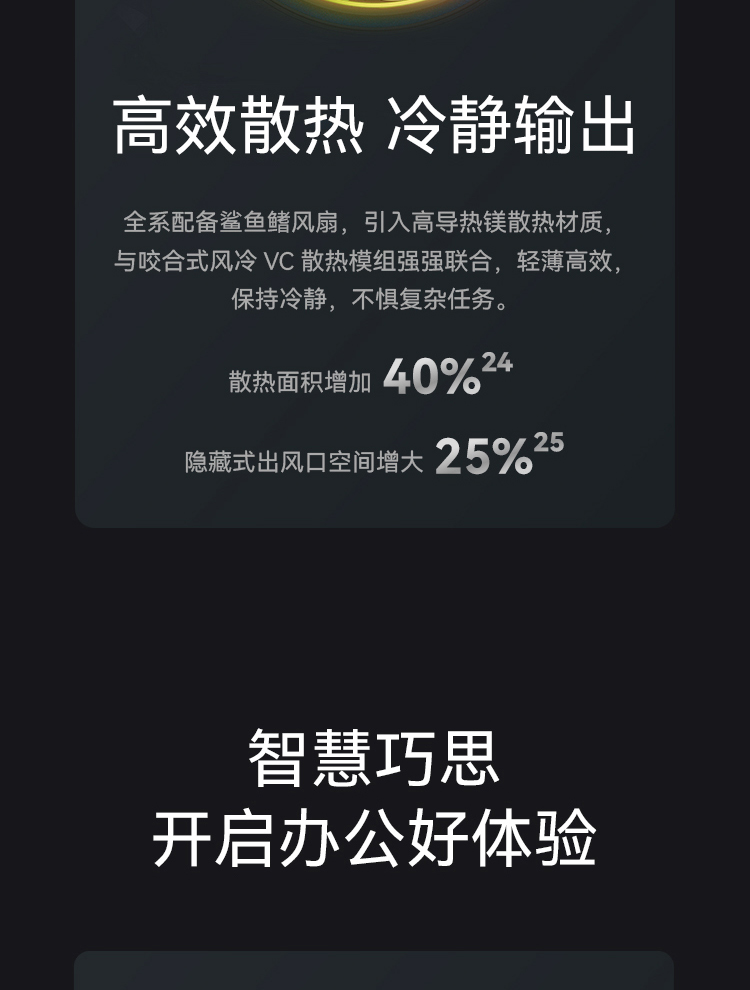 高效散热 冷静输出
全系配备鲨鱼鳍风扇，引入高导热镁散热材质，
与咬合式风冷 VC 散热模组强强联合，轻薄高效，
保持冷静，不惧复杂任务。
散热面积增加 40%24
隐藏式出风口空间增大 25%25
智慧巧思
开启办公好体验